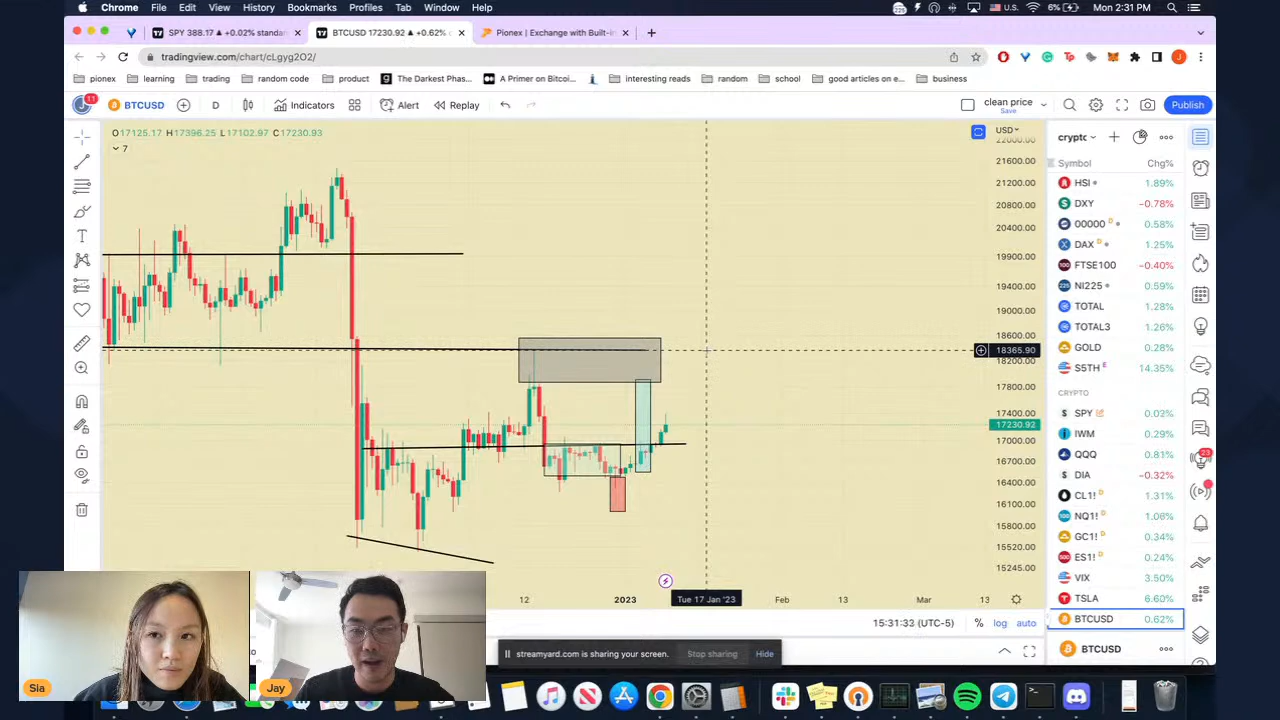 Chrome File Edit View History Bookmarks Profiles Tab Window Help U.S. 6% Mon 2:31 PM
SPY 388.17 ▲ +0.02% standar BTCUSD 17230.92 ▲ +0.62% c Pionex | Exchange with Built-in
tradingview.com/chart/cLgyg2O2/
pionex learning trading random code product The Darkest Phas... A Primer on Bitcoi... interesting reads random school good articles on e... business
11 BTCUSD D Indicators Alert Replay clean price Save Publish
O17125.17 H17396.25 L17102.97 C17230.93
7
USD
22000.00
21600.00
21200.00
20800.00
20400.00
19900.00
19400.00
19000.00
18600.00
18365.90
18200.00
17800.00
17400.00
17230.92
17000.00
16700.00
16400.00
16100.00
15800.00
15520.00
15245.00
crypto
Symbol Chg%
HSI 1.89%
DXY −0.78%
00000 D 0.58%
DAX D 1.25%
FTSE100 −0.40%
NI225 0.59%
TOTAL 1.28%
TOTAL3 1.26%
GOLD 0.28%
S5TH E 14.35%
CRYPTO
SPY 0.02%
IWM 0.29%
QQQ 0.81%
DIA −0.32%
CL1! D 1.31%
NQ1! D 1.06%
GC1! D 0.34%
ES1! D 0.24%
VIX 3.50%
TSLA 6.60%
BTCUSD 0.62%
BTCUSD
23
12 2023 Tue 17 Jan '23 Feb 13 Mar 13
15:31:33 (UTC-5) % log auto
streamyard.com is sharing your screen. Stop sharing Hide
Sia
Jay